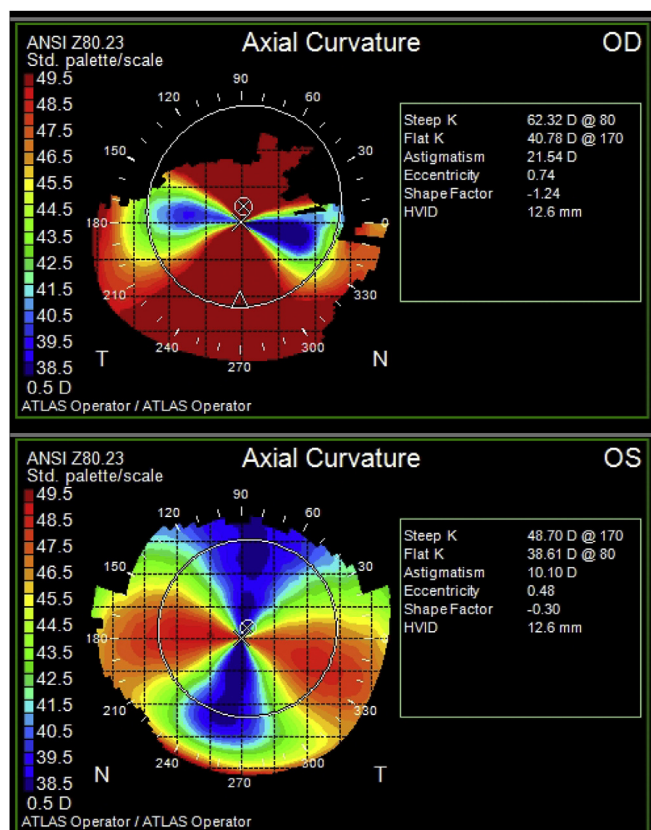 ANSI Z80.23
Std. palette/scale
Axial Curvature
OD
49.5
48.5
47.5
46.5
45.5
44.5
43.5
42.5
41.5
40.5
39.5
38.5
0.5 D
90
120
60
150
30
180
0
210
330
240
300
270
T
N
Steep K 62.32 D @ 80
Flat K 40.78 D @ 170
Astigmatism 21.54 D
Eccentricity 0.74
Shape Factor -1.24
HVID 12.6 mm
ATLAS Operator / ATLAS Operator
ANSI Z80.23
Std. palette/scale
Axial Curvature
OS
49.5
48.5
47.5
46.5
45.5
44.5
43.5
42.5
41.5
40.5
39.5
38.5
0.5 D
90
120
60
150
30
180
210
330
240
300
270
N
T
Steep K 48.70 D @ 170
Flat K 38.61 D @ 80
Astigmatism 10.10 D
Eccentricity 0.48
Shape Factor -0.30
HVID 12.6 mm
ATLAS Operator / ATLAS Operator